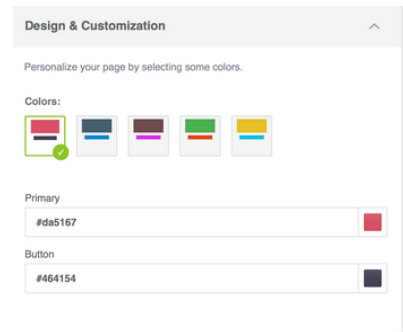 Design & Customization
Personalize your page by selecting some colors.
Colors:
Primary
#da5167
Button
#464154